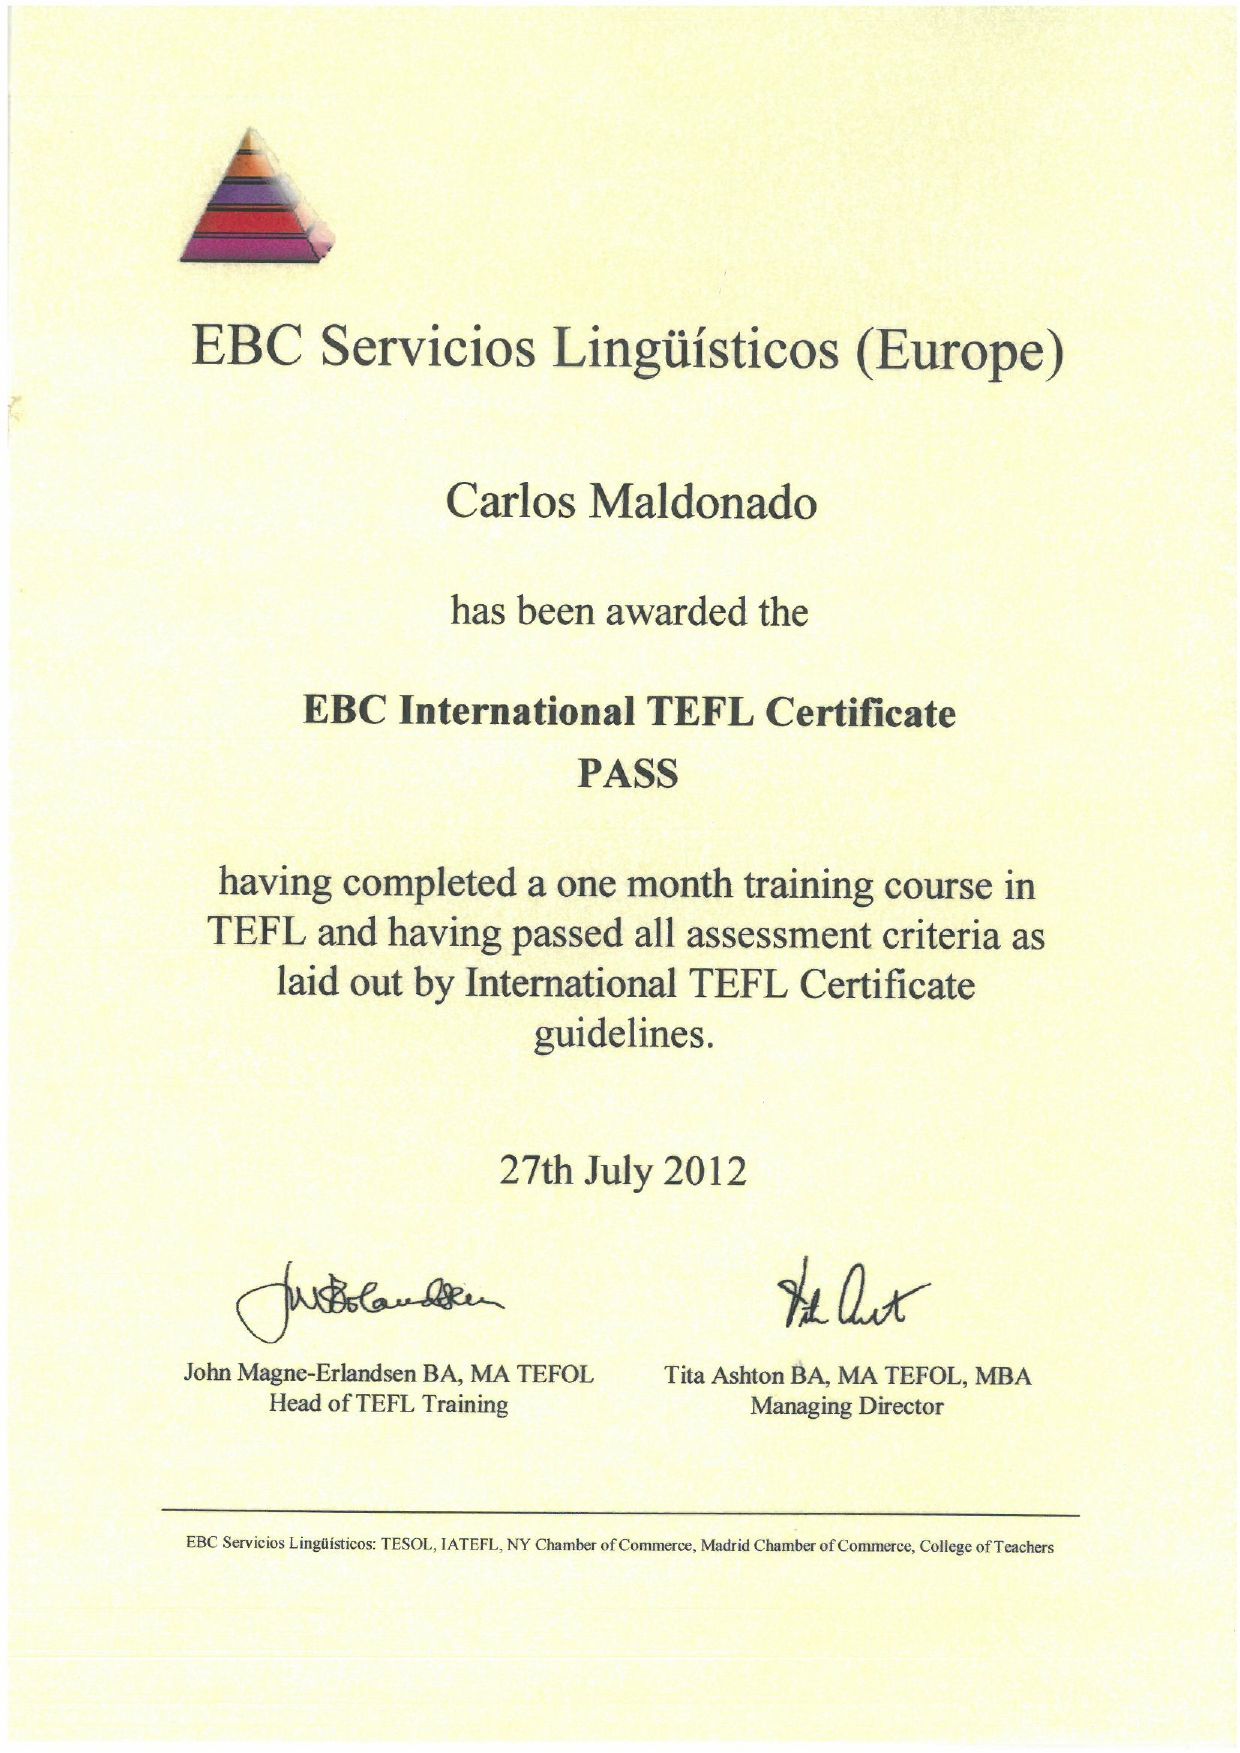 EBC Servicios Lingüísticos (Europe)
Carlos Maldonado
has been awarded the
EBC International TEFL Certificate
PASS
having completed a one month training course in
TEFL and having passed all assessment criteria as
laid out by International TEFL Certificate
guidelines.
27th July 2012
John Magne-Erlandsen BA, MA TEFOL
Head of TEFL Training
Tita Ashton BA, MA TEFOL, MBA
Managing Director
EBC Servicios Lingüísticos: TESOL, IATEFL, NY Chamber of Commerce, Madrid Chamber of Commerce, College of Teachers